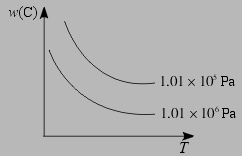 w(C)
1.01 × 10⁵ Pa
1.01 × 10⁶ Pa
T